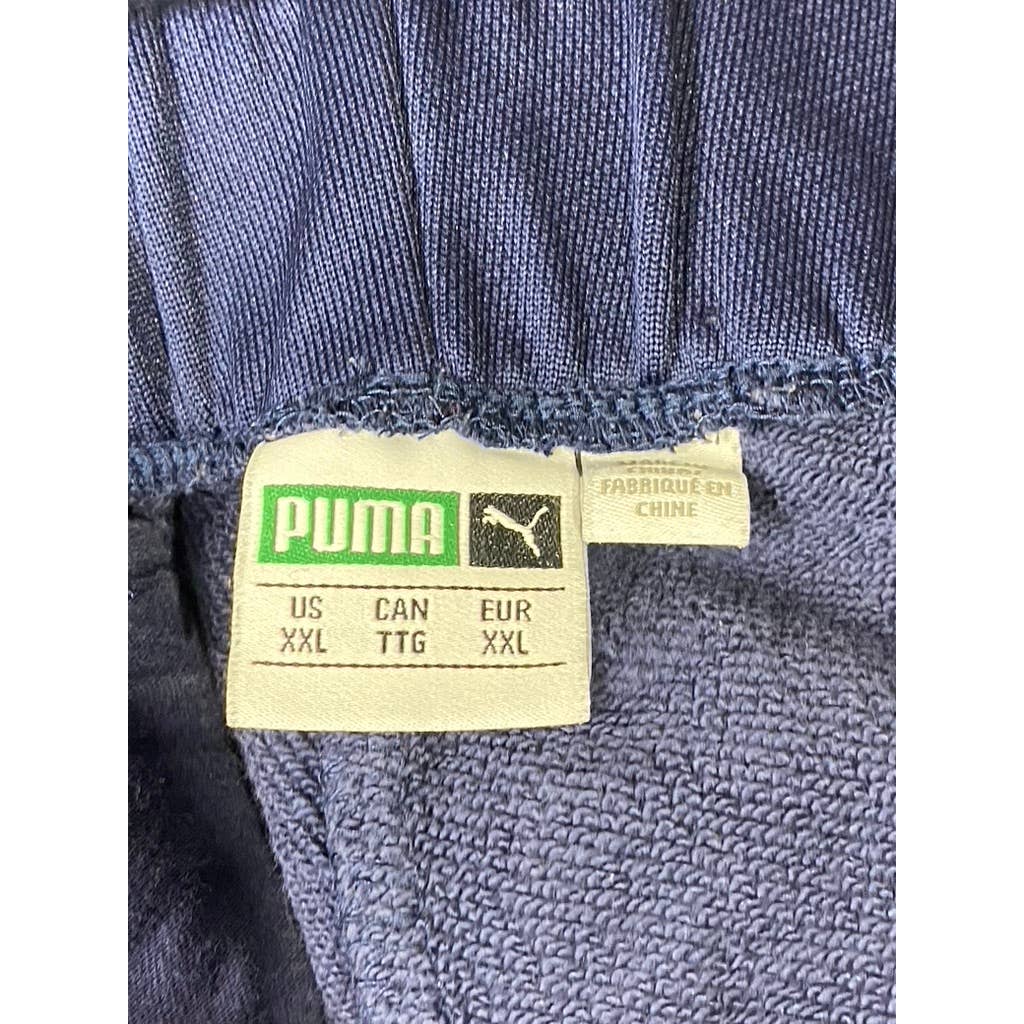 PUMA
US CAN EUR
XXL TTG XXL
FABRIQUÉ EN
CHINE